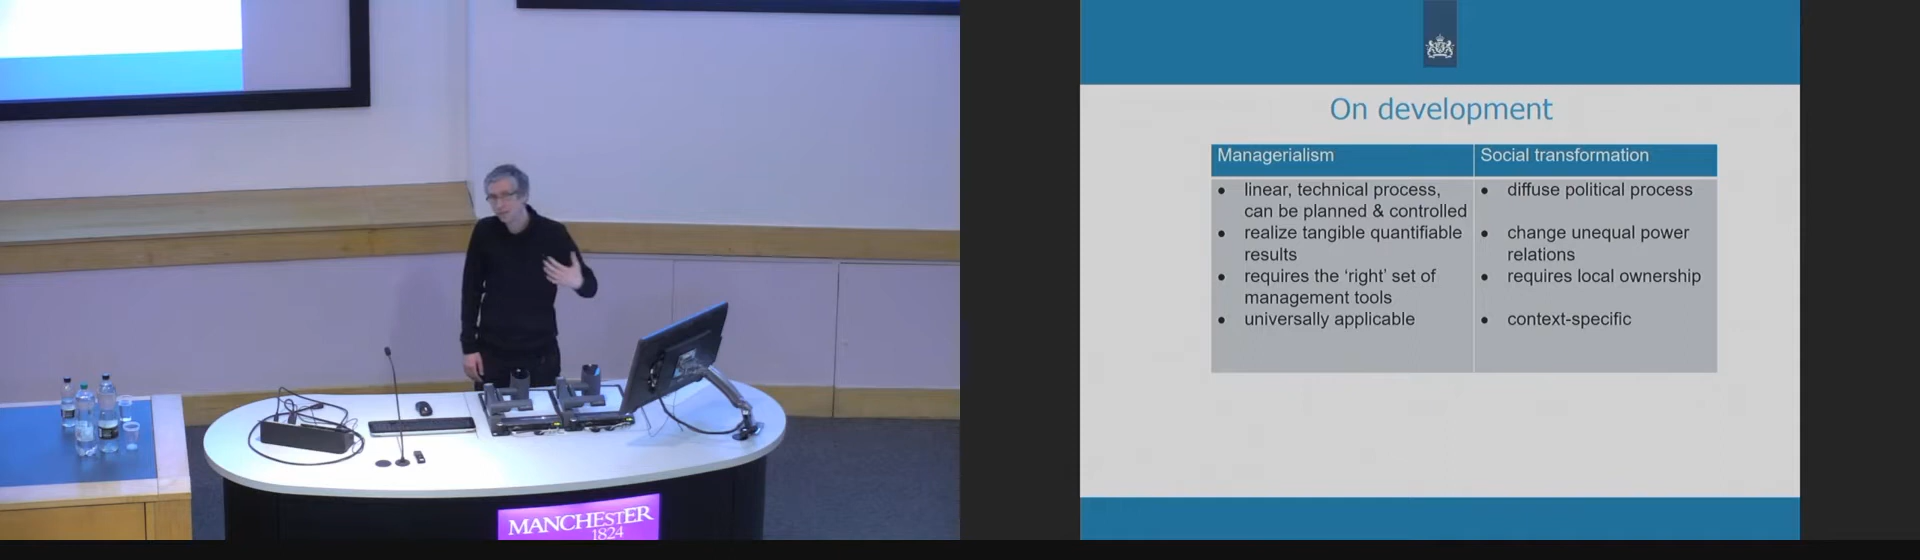 MANCHESTER
1824
On development
Managerialism
linear, technical process,
can be planned & controlled
realize tangible quantifiable
results
requires the ‘right’ set of
management tools
universally applicable
Social transformation
diffuse political process
change unequal power
relations
requires local ownership
context-specific